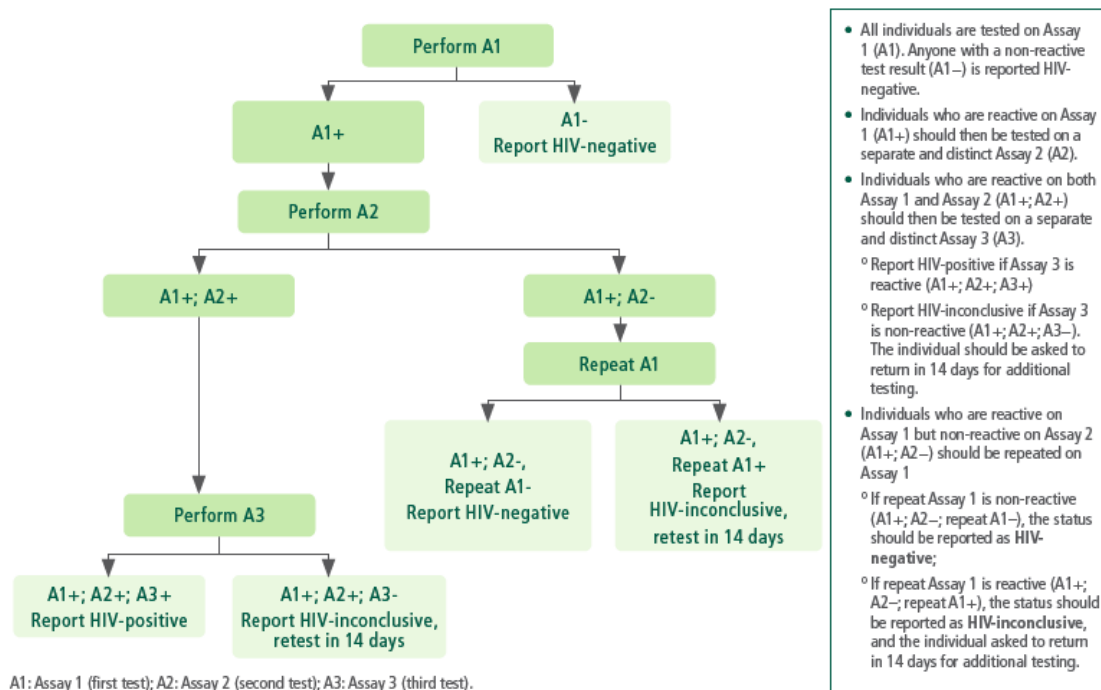 Perform A1
A1+
A1-
Report HIV-negative
Perform A2
A1+; A2+
A1+; A2-
Repeat A1
A1+; A2-,
Repeat A1-
Report HIV-negative
A1+; A2-,
Repeat A1+
Report
HIV-inconclusive,
retest in 14 days
Perform A3
A1+; A2+; A3+
Report HIV-positive
A1+; A2+; A3-
Report HIV-inconclusive,
retest in 14 days
A1: Assay 1 (first test); A2: Assay 2 (second test); A3: Assay 3 (third test).
• All individuals are tested on Assay
1 (A1). Anyone with a non-reactive
test result (A1–) is reported HIV-
negative.
• Individuals who are reactive on Assay
1 (A1+) should then be tested on a
separate and distinct Assay 2 (A2).
• Individuals who are reactive on both
Assay 1 and Assay 2 (A1+; A2+)
should then be tested on a separate
and distinct Assay 3 (A3).
° Report HIV-positive if Assay 3 is
reactive (A1+; A2+; A3+)
° Report HIV-inconclusive if Assay 3
is non-reactive (A1+; A2+; A3–).
The individual should be asked to
return in 14 days for additional
testing.
• Individuals who are reactive on
Assay 1 but non-reactive on Assay 2
(A1+; A2–) should be repeated on
Assay 1
° If repeat Assay 1 is non-reactive
(A1+; A2–; repeat A1–), the status
should be reported as HIV-
negative;
° If repeat Assay 1 is reactive (A1+;
A2–; repeat A1+), the status should
be reported as HIV-inconclusive,
and the individual asked to return
in 14 days for additional testing.